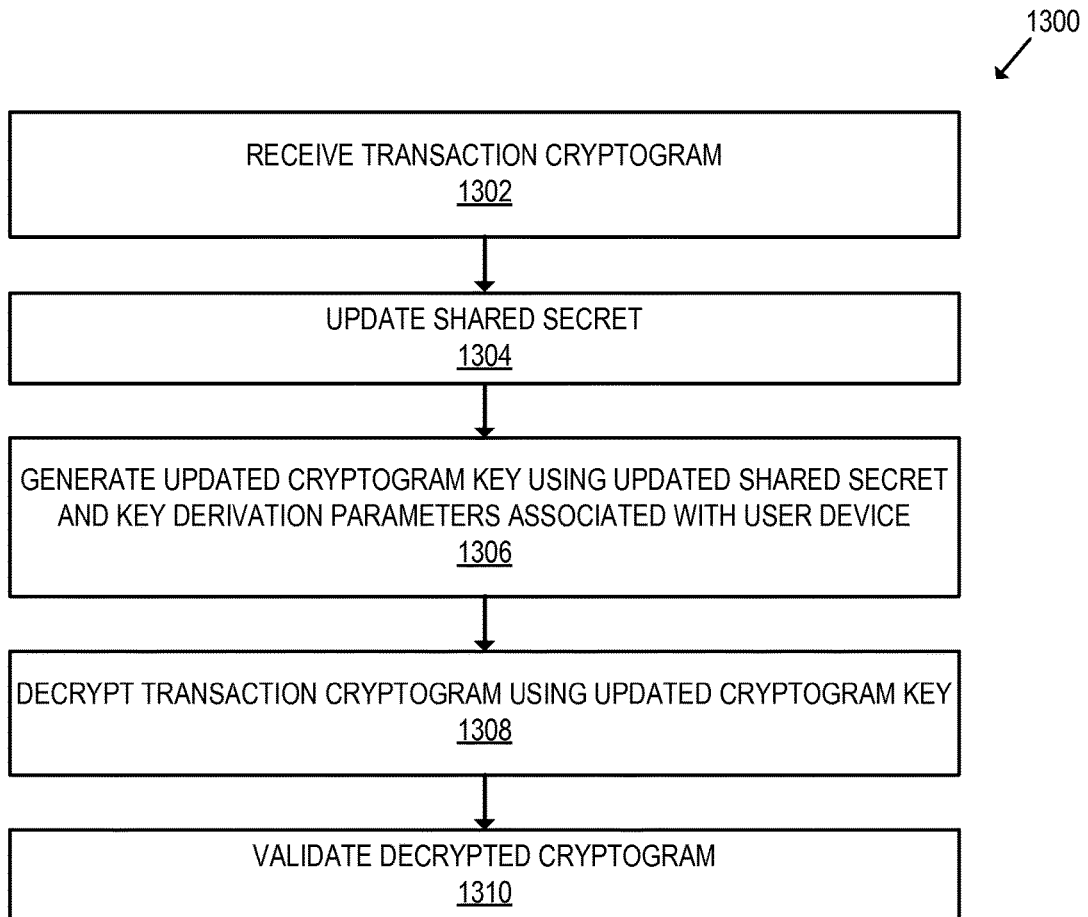 1300
RECEIVE TRANSACTION CRYPTOGRAM
1302
UPDATE SHARED SECRET
1304
GENERATE UPDATED CRYPTOGRAM KEY USING UPDATED SHARED SECRET
AND KEY DERIVATION PARAMETERS ASSOCIATED WITH USER DEVICE
1306
DECRYPT TRANSACTION CRYPTOGRAM USING UPDATED CRYPTOGRAM KEY
1308
VALIDATE DECRYPTED CRYPTOGRAM
1310